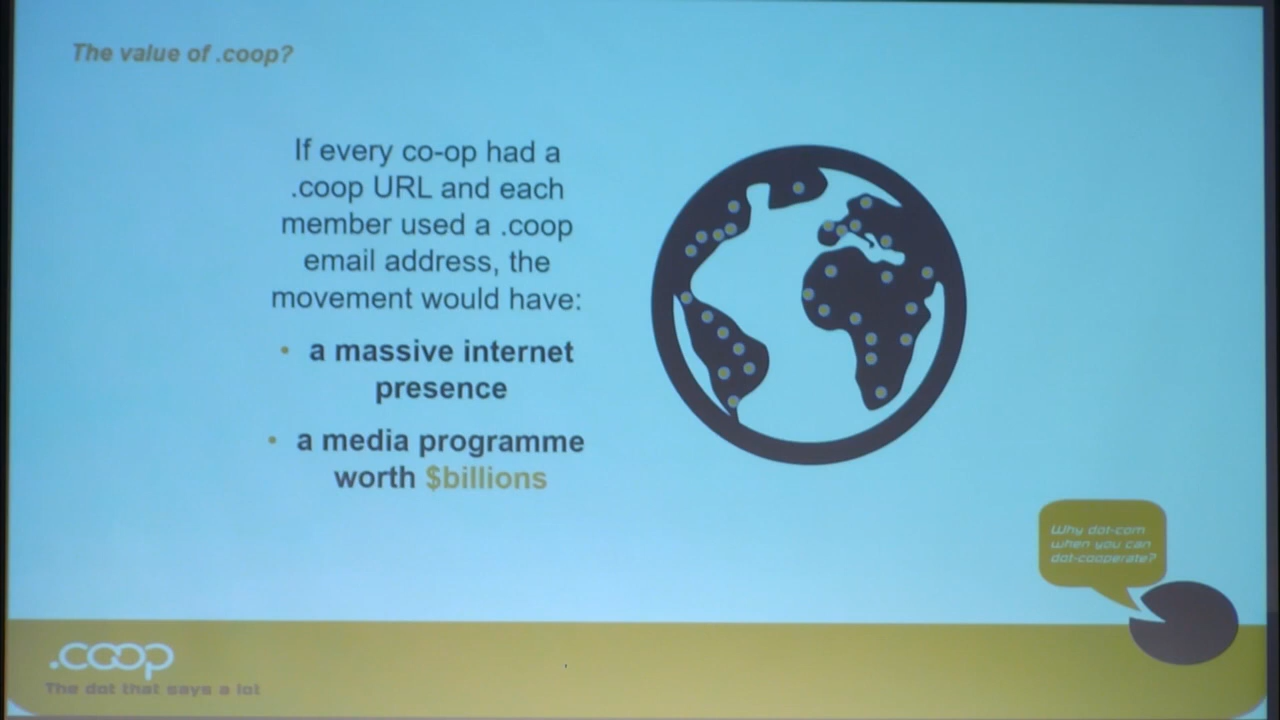 The value of .coop?
If every co-op had a
.coop URL and each
member used a .coop
email address, the
movement would have:
• a massive internet
presence
• a media programme
worth $billions
Why dot-com
when you can
dot-cooperate?
.coop
The dot that says a lot